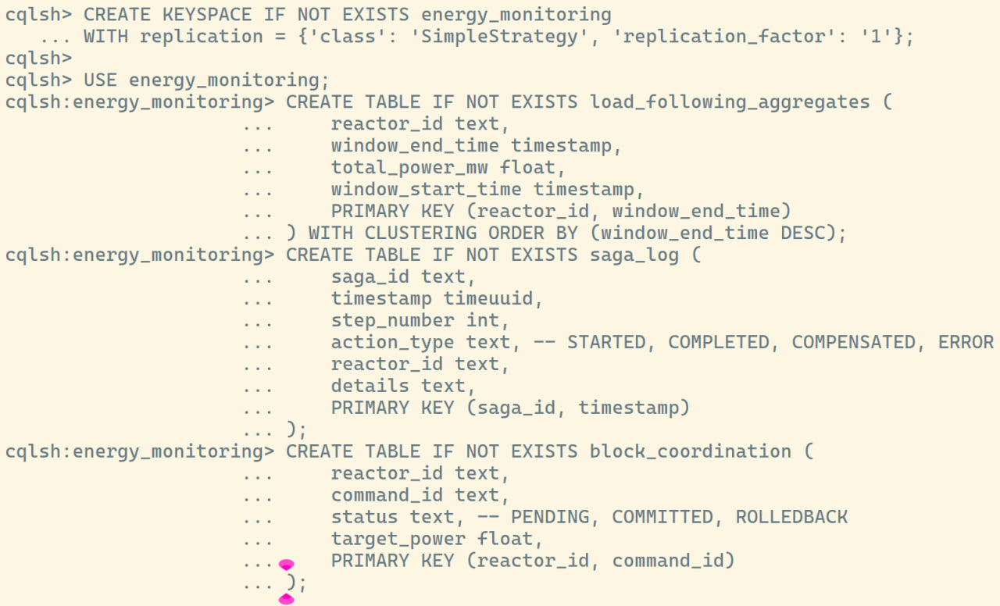 cqlsh> CREATE KEYSPACE IF NOT EXISTS energy_monitoring
   ... WITH replication = {'class': 'SimpleStrategy', 'replication_factor': '1'};
cqlsh>
cqlsh> USE energy_monitoring;
cqlsh:energy_monitoring> CREATE TABLE IF NOT EXISTS load_following_aggregates (
                     ...     reactor_id text,
                     ...     window_end_time timestamp,
                     ...     total_power_mw float,
                     ...     window_start_time timestamp,
                     ...     PRIMARY KEY (reactor_id, window_end_time)
                     ... ) WITH CLUSTERING ORDER BY (window_end_time DESC);
cqlsh:energy_monitoring> CREATE TABLE IF NOT EXISTS saga_log (
                     ...     saga_id text,
                     ...     timestamp timeuuid,
                     ...     step_number int,
                     ...     action_type text, -- STARTED, COMPLETED, COMPENSATED, ERROR
                     ...     reactor_id text,
                     ...     details text,
                     ...     PRIMARY KEY (saga_id, timestamp)
                     ... );
cqlsh:energy_monitoring> CREATE TABLE IF NOT EXISTS block_coordination (
                     ...     reactor_id text,
                     ...     command_id text,
                     ...     status text, -- PENDING, COMMITTED, ROLLEDBACK
                     ...     target_power float,
                     ...     PRIMARY KEY (reactor_id, command_id)
                     ... );